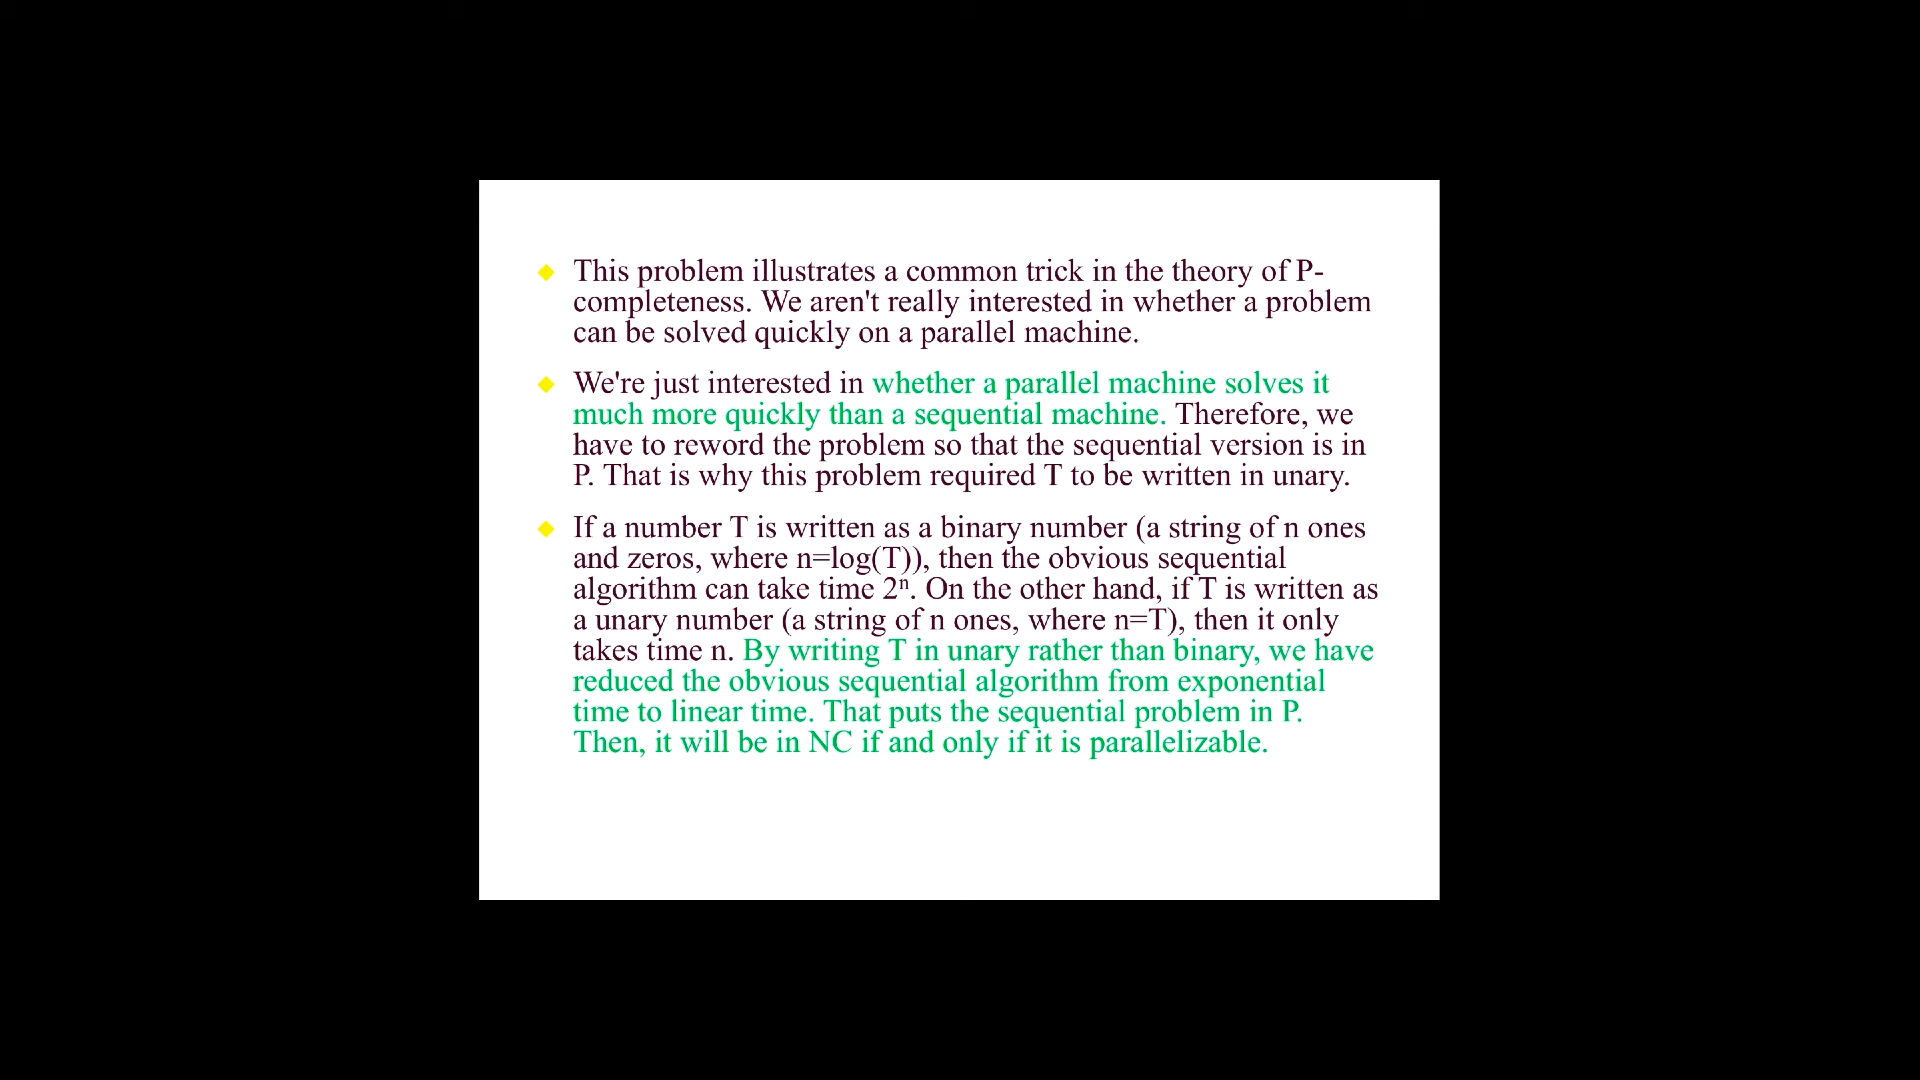 This problem illustrates a common trick in the theory of P-
completeness. We aren't really interested in whether a problem
can be solved quickly on a parallel machine.
We're just interested in whether a parallel machine solves it
much more quickly than a sequential machine. Therefore, we
have to reword the problem so that the sequential version is in
P. That is why this problem required T to be written in unary.
If a number T is written as a binary number (a string of n ones
and zeros, where n=log(T)), then the obvious sequential
algorithm can take time 2ⁿ. On the other hand, if T is written as
a unary number (a string of n ones, where n=T), then it only
takes time n. By writing T in unary rather than binary, we have
reduced the obvious sequential algorithm from exponential
time to linear time. That puts the sequential problem in P.
Then, it will be in NC if and only if it is parallelizable.